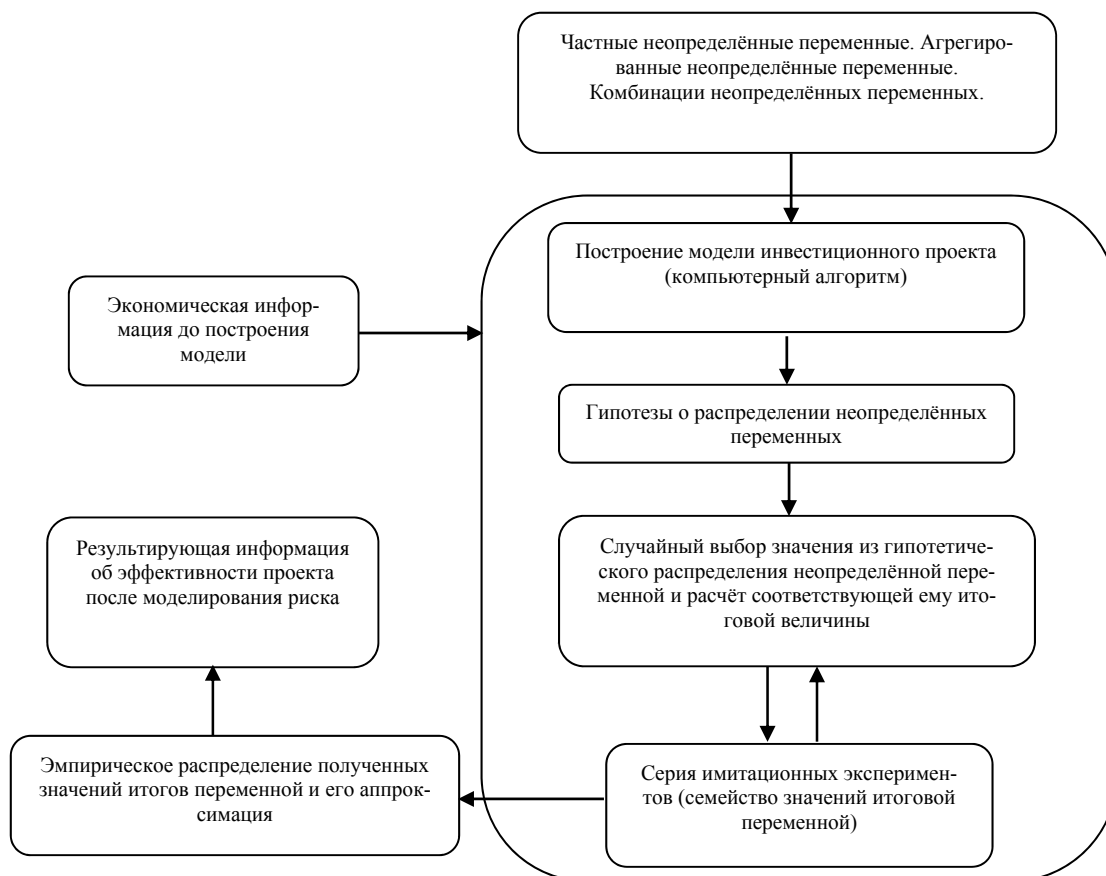 Частные неопределённые переменные. Агрегиро-
ванные неопределённые переменные.
Комбинации неопределённых переменных.
Построение модели инвестиционного проекта
(компьютерный алгоритм)
Экономическая инфор-
мация до построения
модели
Гипотезы о распределении неопределённых
переменных
Случайный выбор значения из гипотетиче-
ского распределения неопределённой пере-
менной и расчёт соответствующей ему ито-
говой величины
Результирующая информация
об эффективности проекта
после моделирования риска
Эмпирическое распределение полученных
значений итогов переменной и его аппрок-
симация
Серия имитационных эксперимен-
тов (семейство значений итоговой
переменной)